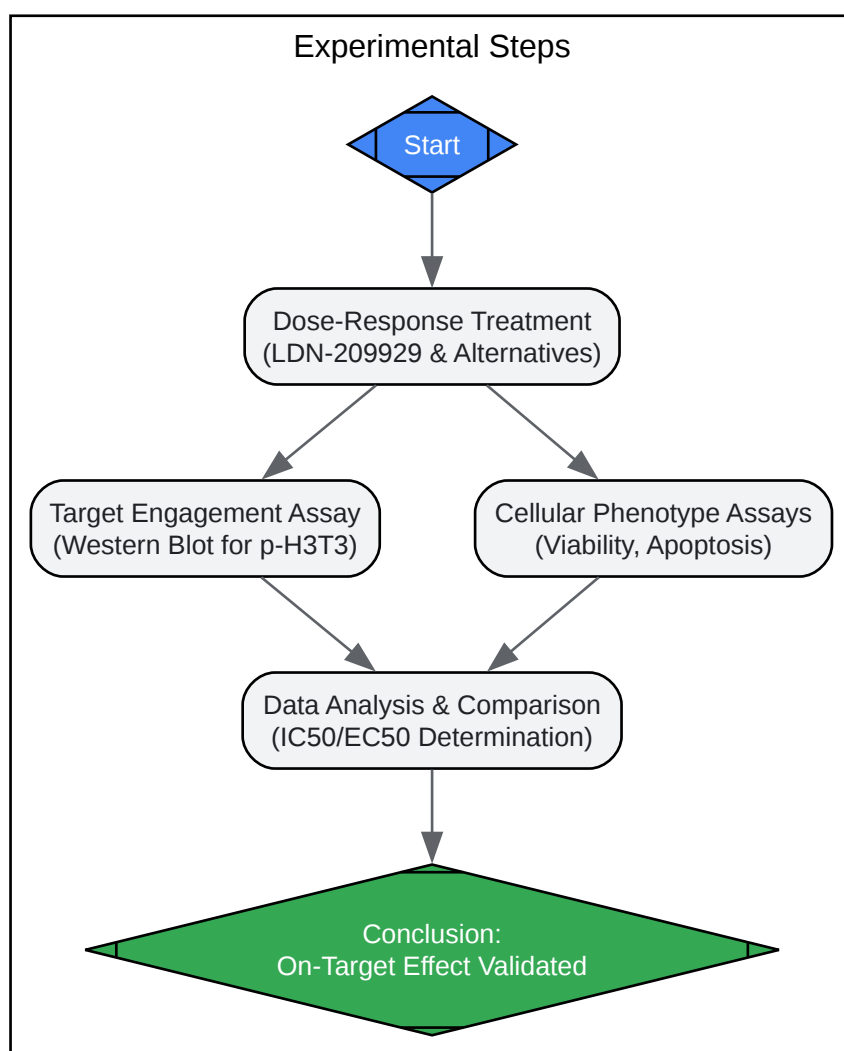 Experimental Steps
Start
Dose-Response Treatment
(LDN-209929 & Alternatives)
Target Engagement Assay
(Western Blot for p-H3T3)
Cellular Phenotype Assays
(Viability, Apoptosis)
Data Analysis & Comparison
(IC50/EC50 Determination)
Conclusion:
On-Target Effect Validated